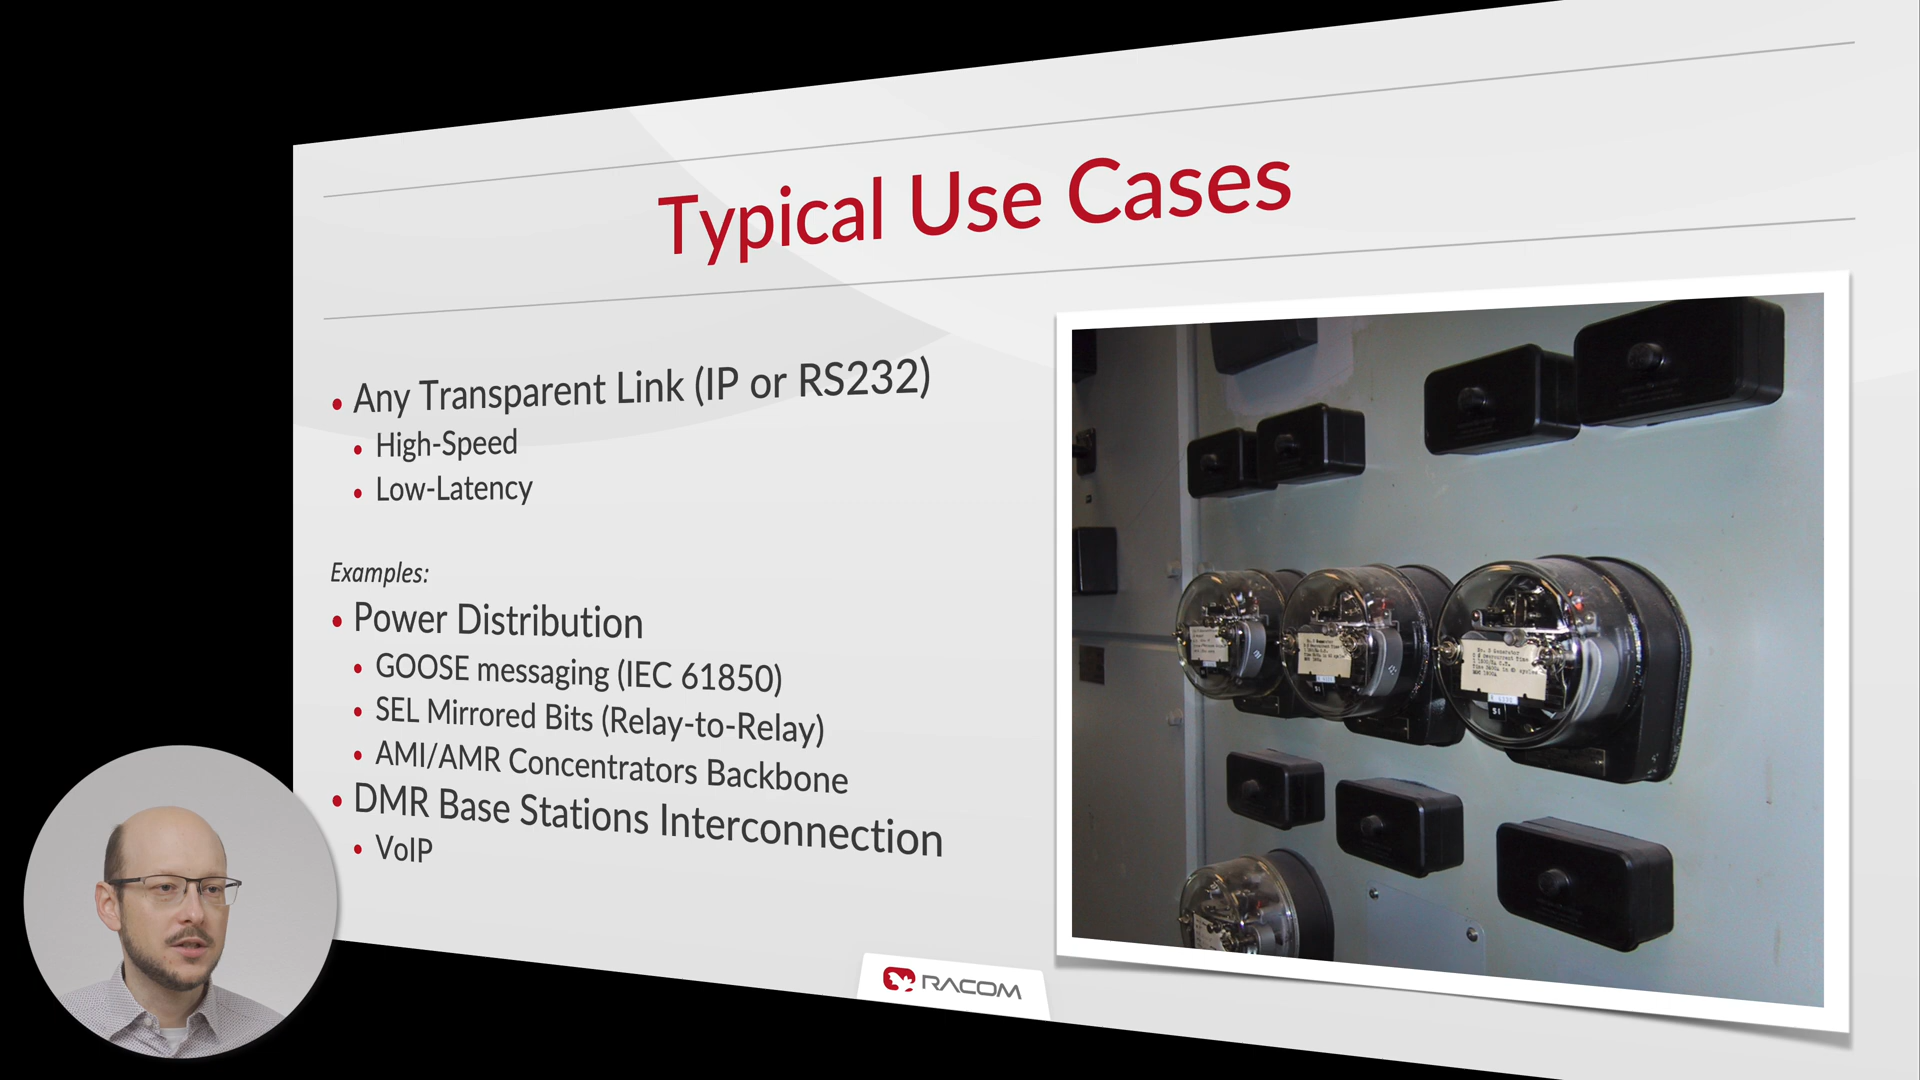 Typical Use Cases
Any Transparent Link (IP or RS232)
High-Speed
Low-Latency
Examples:
Power Distribution
GOOSE messaging (IEC 61850)
SEL Mirrored Bits (Relay-to-Relay)
AMI/AMR Concentrators Backbone
DMR Base Stations Interconnection
VoIP
RACOM